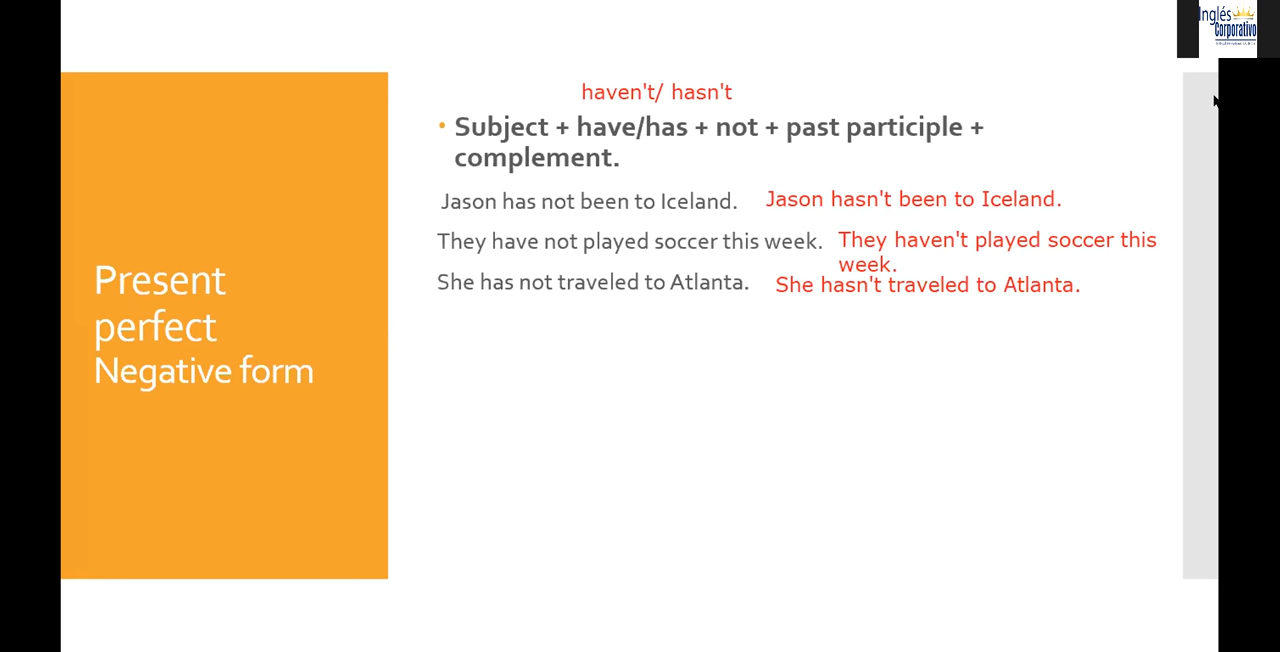 Inglés
Corporativo
haven't/ hasn't
• Subject + have/has + not + past participle +
complement.
Jason has not been to Iceland. Jason hasn't been to Iceland.
They have not played soccer this week. They haven't played soccer this
week.
She has not traveled to Atlanta. She hasn't traveled to Atlanta.
Present
perfect
Negative form